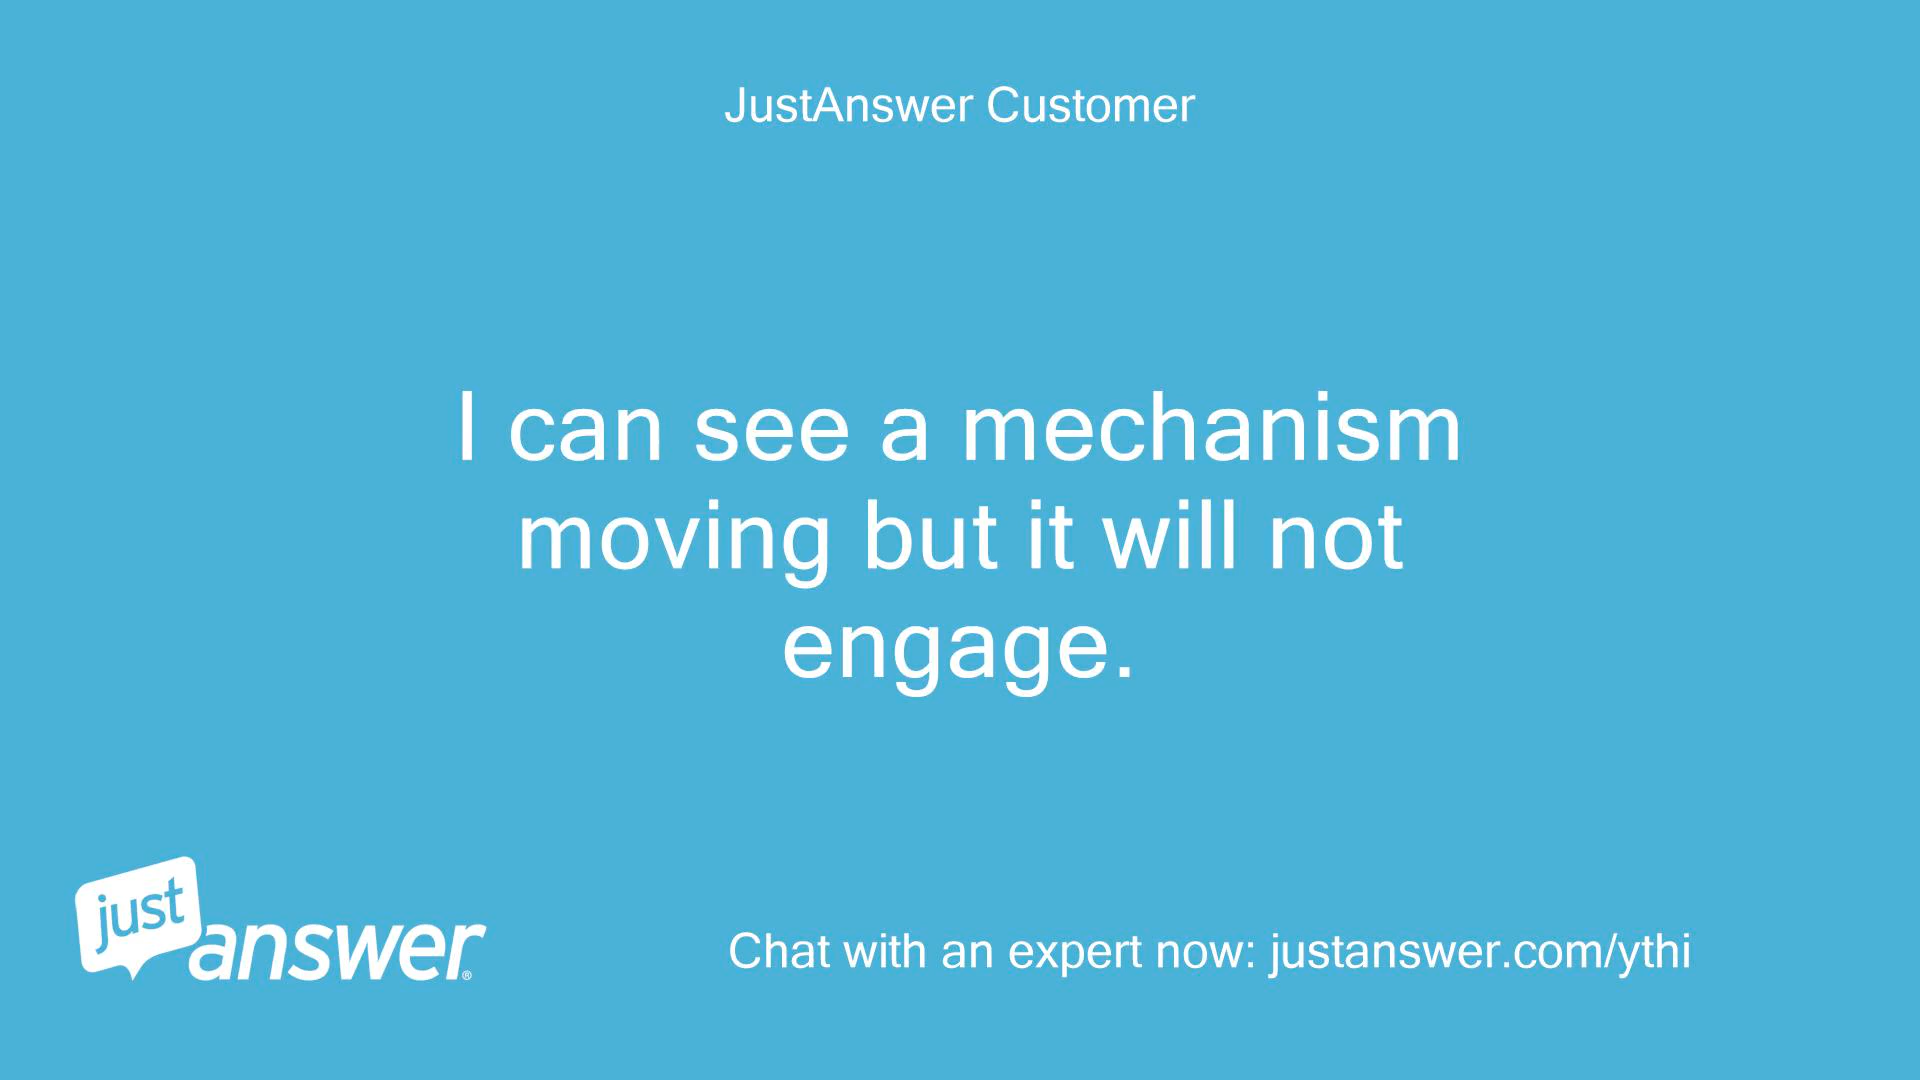 JustAnswer Customer
I can see a mechanism
moving but it will not
engage.
just
answer®
Chat with an expert now: justanswer.com/ythi